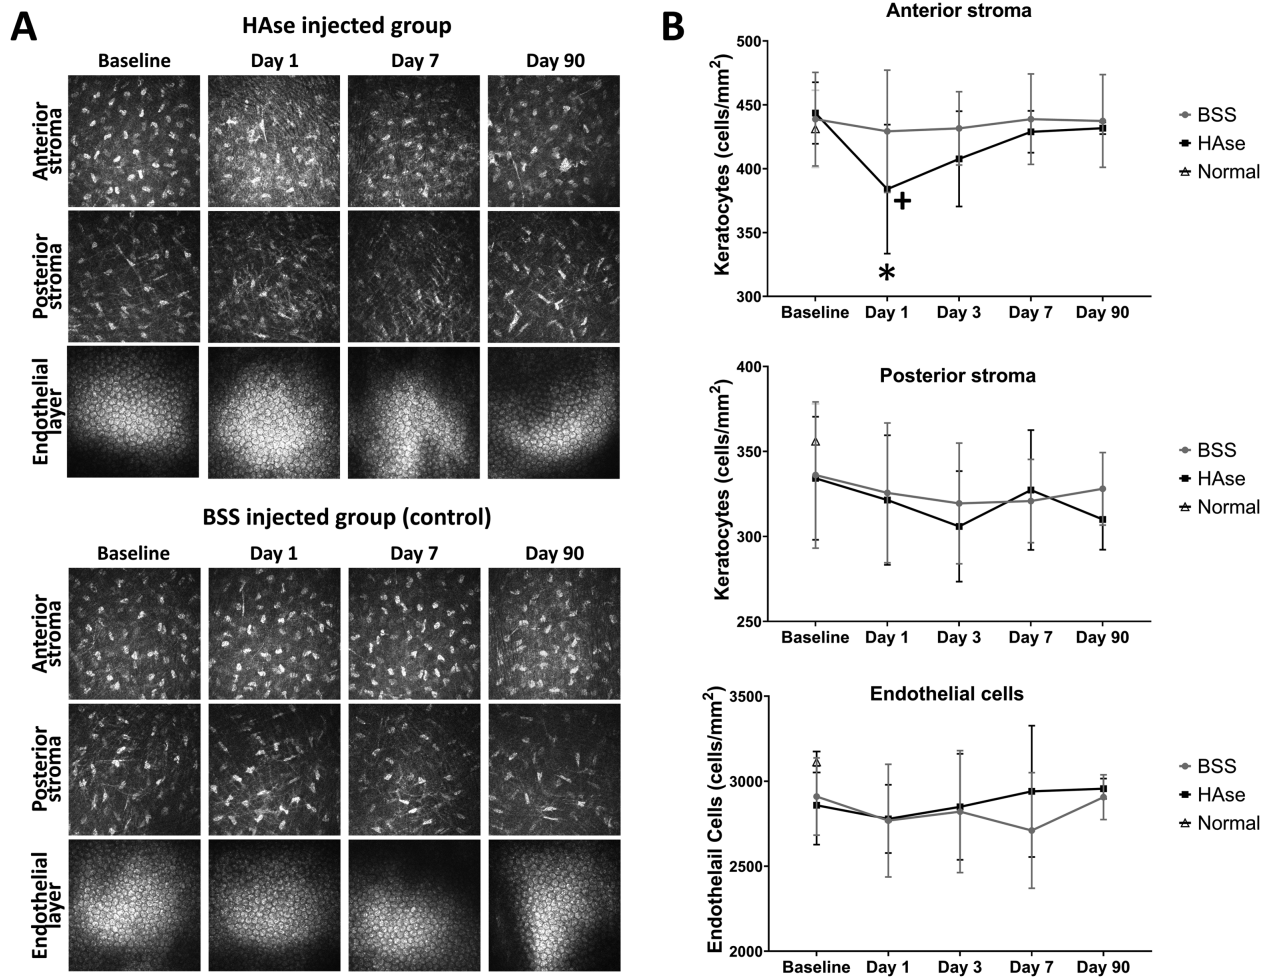 A
HAse injected group
Baseline Day 1 Day 7 Day 90
Anterior
stroma
Posterior
stroma
Endothelial
layer
BSS injected group (control)
Baseline Day 1 Day 7 Day 90
Anterior
stroma
Posterior
stroma
Endothelial
layer
B
Anterior stroma
Keratocytes (cells/mm²)
500
450
400
350
300
+
*
Baseline Day 1 Day 3 Day 7 Day 90
BSS
HAse
Normal
Posterior stroma
Keratocytes (cells/mm²)
400
350
300
250
Baseline Day 1 Day 3 Day 7 Day 90
BSS
HAse
Normal
Endothelial cells
Endothelail Cells (cells/mm²)
3500
3000
2500
2000
Baseline Day 1 Day 3 Day 7 Day 90
BSS
HAse
Normal